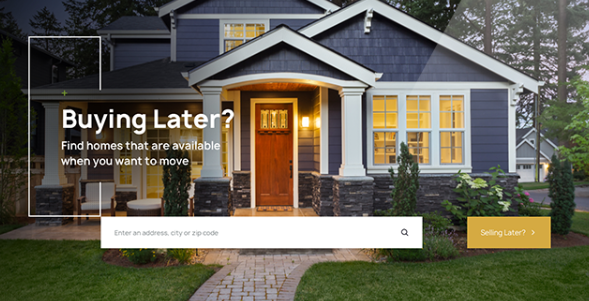 Buying Later?
Find homes that are available
when you want to move
Enter an address, city or zip code
Selling Later?